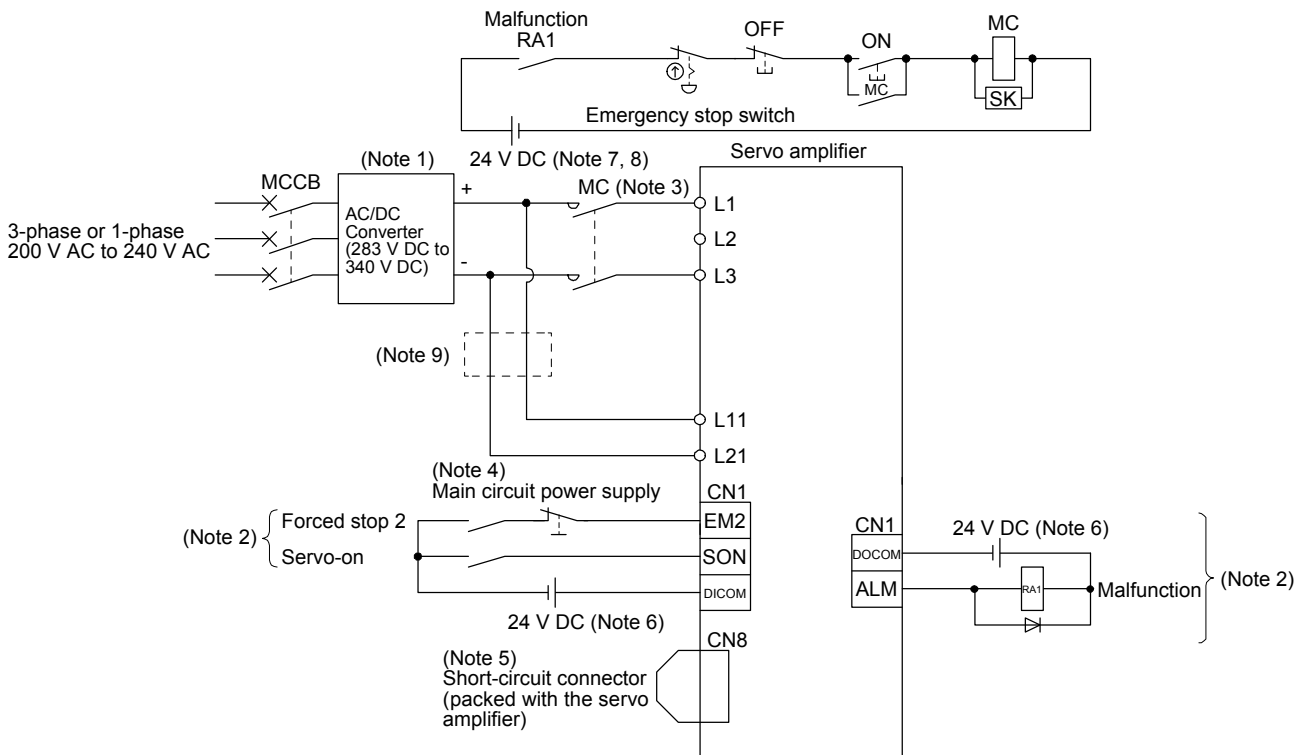 Malfunction
RA1
OFF
ON
MC
MC
SK
Emergency stop switch
24 V DC (Note 7, 8)
Servo amplifier
(Note 1)
MCCB
+
MC (Note 3)
L1
3-phase or 1-phase
200 V AC to 240 V AC
AC/DC
Converter
(283 V DC to
340 V DC)
L2
-
L3
(Note 9)
L11
L21
(Note 4)
Main circuit power supply
CN1
(Note 2)
Forced stop 2
EM2
Servo-on
SON
DICOM
24 V DC (Note 6)
CN1
24 V DC (Note 6)
DOCOM
ALM
RA1
Malfunction
(Note 2)
CN8
(Note 5)
Short-circuit connector
(packed with the servo
amplifier)